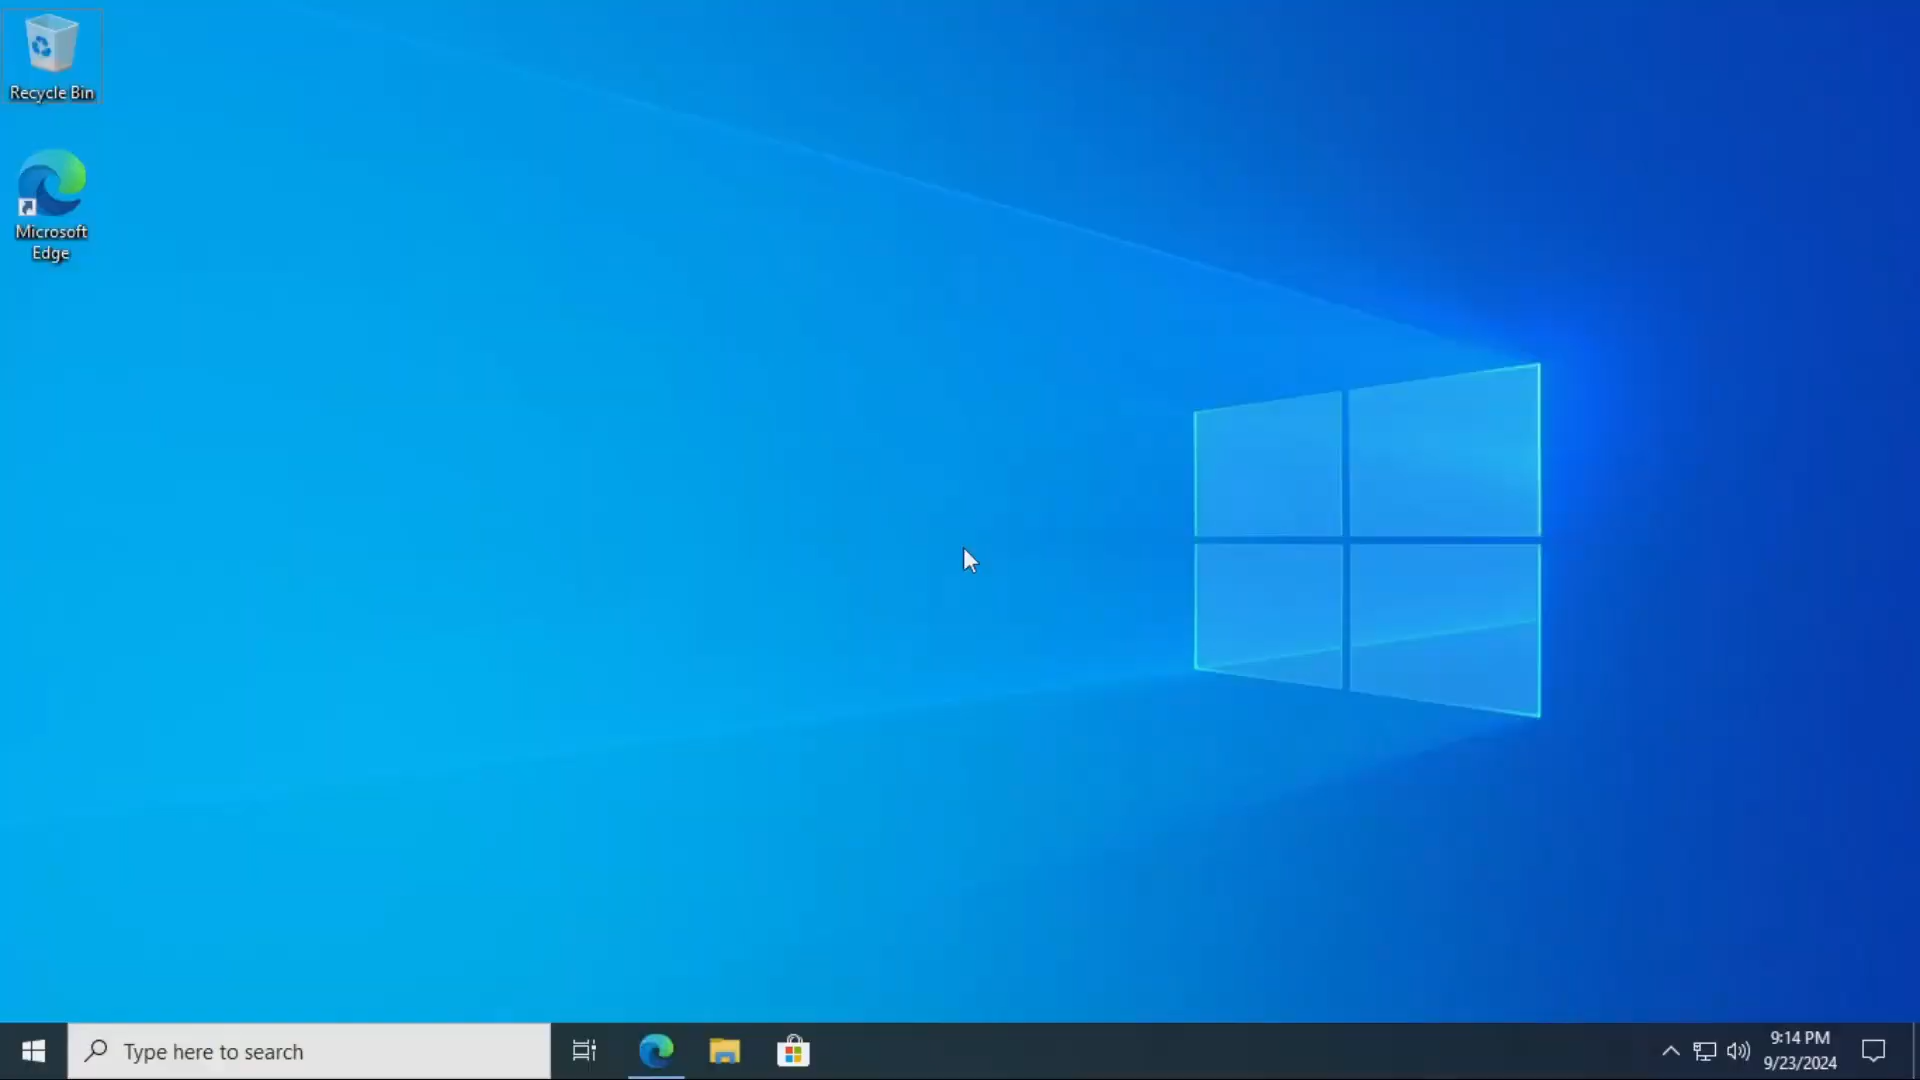 Recycle Bin
Microsoft
Edge
Type here to search
9:14 PM
9/23/2024